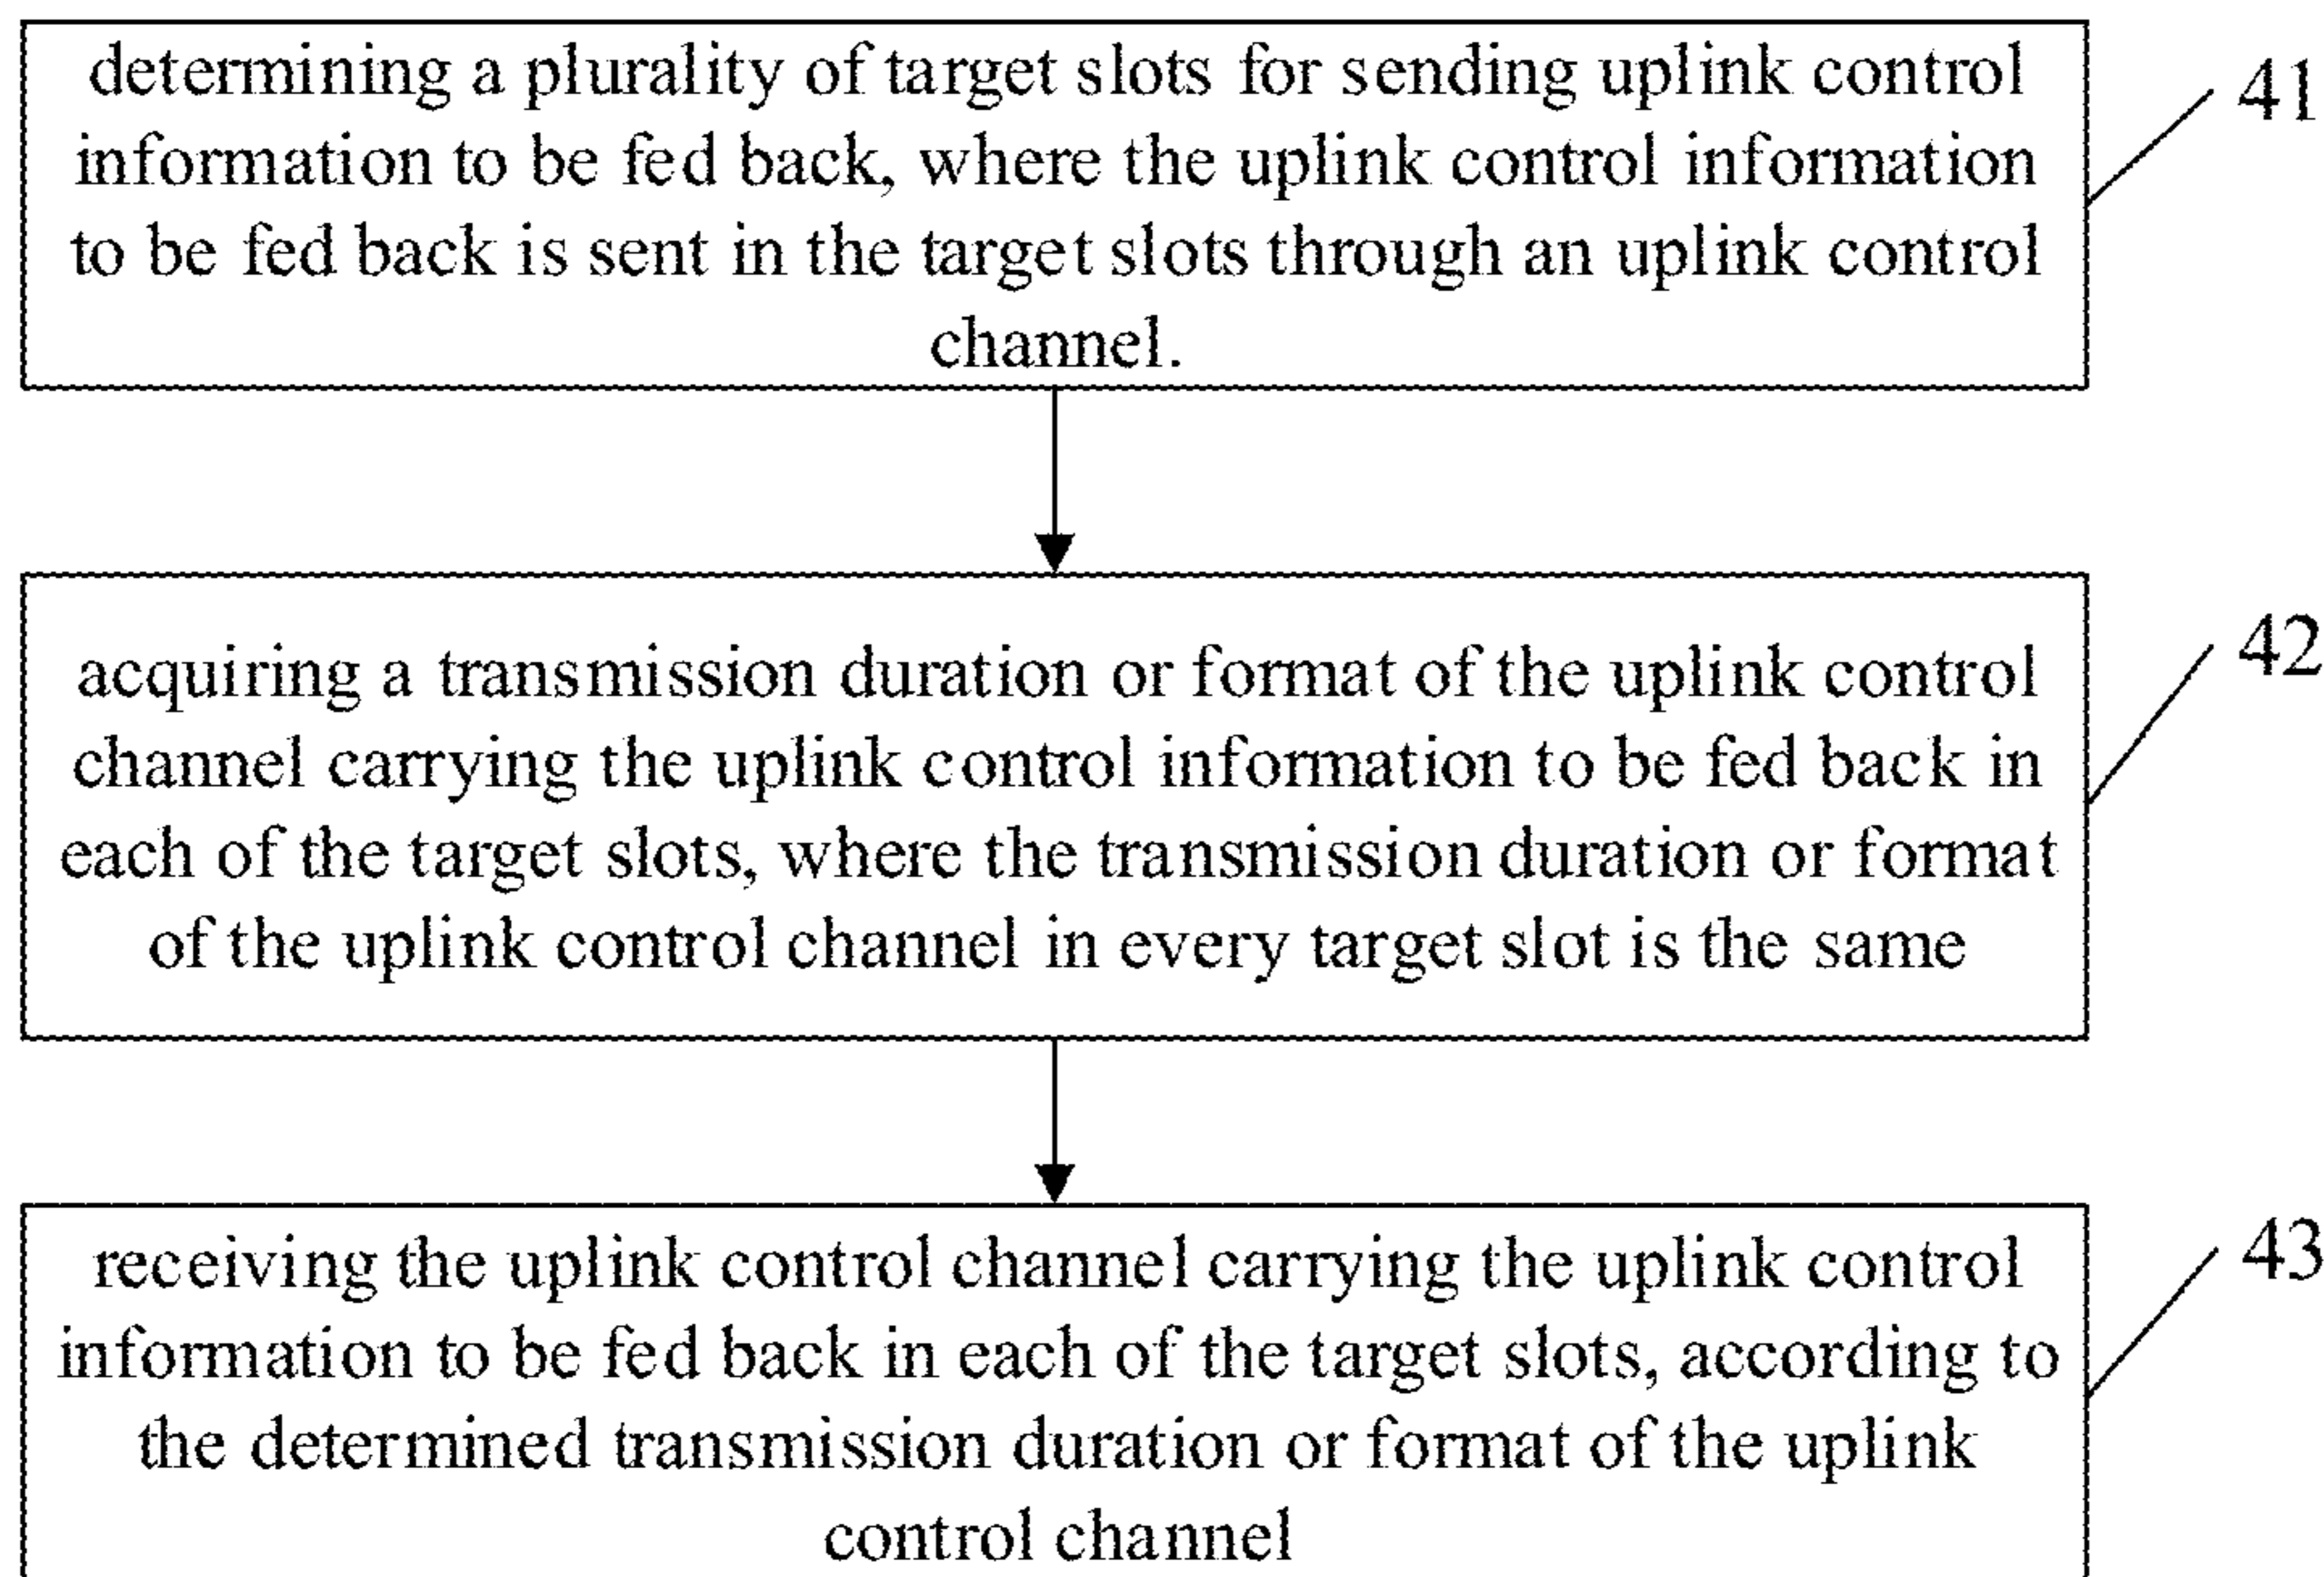 determining a plurality of target slots for sending uplink control
information to be fed back, where the uplink control information
to be fed back is sent in the target slots through an uplink control
channel.
41
acquiring a transmission duration or format of the uplink control
channel carrying the uplink control information to be fed back in
each of the target slots, where the transmission duration or format
of the uplink control channel in every target slot is the same
42
receiving the uplink control channel carrying the uplink control
information to be fed back in each of the target slots, according to
the determined transmission duration or format of the uplink
control channel
43